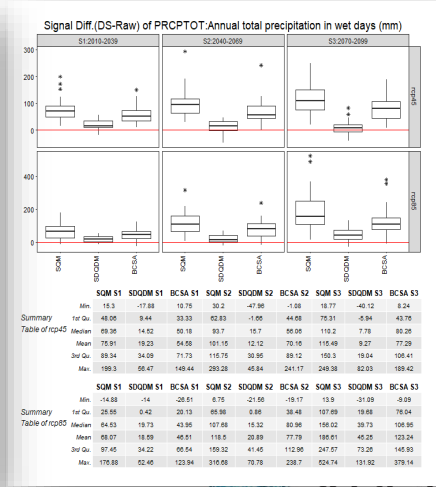 Signal Diff.(DS-Raw) of PRCPTOT:Annual total precipitation in wet days (mm)
S1:2010-2039 S2:2040-2069 S3:2070-2099
300
200
100
0
rcp45
400
200
0
rcp85
SQM SDQDM BCSA SQM SDQDM BCSA SQM SDQDM BCSA
SQM S1 SDQDM S1 BCSA S1 SQM S2 SDQDM S2 BCSA S2 SQM S3 SDQDM S3 BCSA S3
Min. 15.3 -17.88 10.75 30.2 -47.96 -1.08 18.77 -40.12 8.24
Summary 1st Qu. 48.06 9.44 33.33 62.83 -1.66 44.68 75.31 -5.94 43.76
Table of rcp45 Median 69.36 14.52 50.18 93.7 15.7 56.06 110.2 7.78 80.26
Mean 75.91 19.23 54.58 101.15 12.12 70.16 115.49 9.27 77.29
3rd Qu. 89.34 34.09 71.73 115.75 30.95 89.12 150.3 19.04 106.41
Max. 199.3 56.47 149.44 293.28 45.84 241.17 249.38 82.03 189.42
SQM S1 SDQDM S1 BCSA S1 SQM S2 SDQDM S2 BCSA S2 SQM S3 SDQDM S3 BCSA S3
Min. -14.88 -14 -26.51 6.75 -21.56 -19.17 13.9 -31.09 -9.09
Summary 1st Qu. 25.55 0.42 20.13 65.98 0.86 38.48 107.69 19.68 76.04
Table of rcp85 Median 64.53 19.73 43.95 107.68 15.32 80.96 156.02 39.73 106.95
Mean 68.07 18.59 46.51 118.5 20.89 77.79 186.61 45.25 123.24
3rd Qu. 97.45 34.22 66.54 159.32 41.45 112.96 247.57 73.26 145.93
Max. 176.88 52.46 123.94 316.68 70.78 238.7 524.74 131.92 379.14